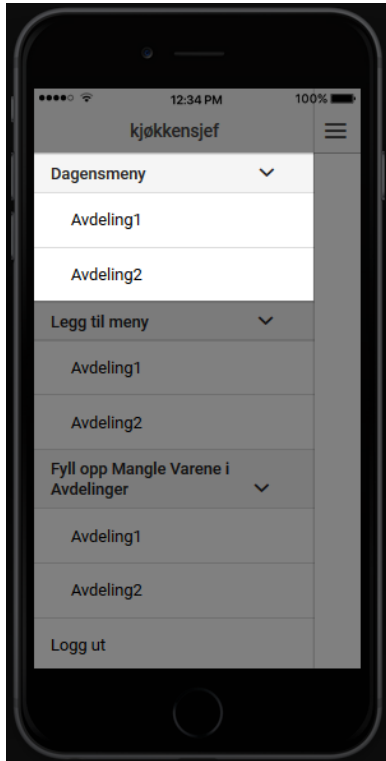 12:34 PM
100%
kjøkkensjef
Dagensmeny
Avdeling1
Avdeling2
Legg til meny
Avdeling1
Avdeling2
Fyll opp Mangle Varene i
Avdelinger
Avdeling1
Avdeling2
Logg ut